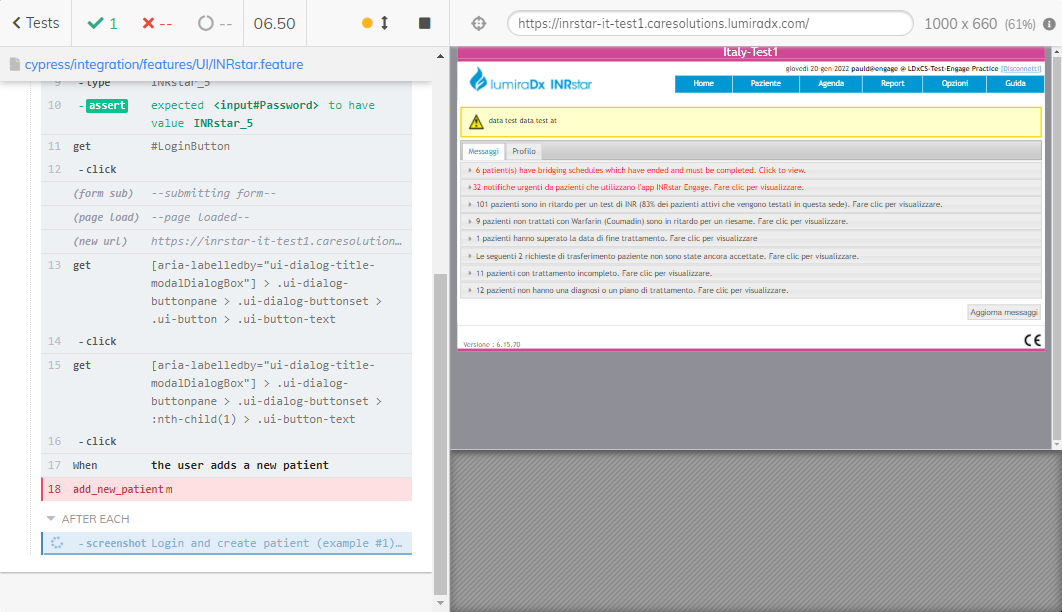 Tests
1
--
--
06.50
https://inrstar-it-test1.caresolutions.lumiradx.com/
1000 x 660 (61%)
cypress/integration/features/UI/INRstar.feature
9 -type INRstar_5
10 -assert expected <input#Password> to have
value INRstar_5
11 get #LoginButton
12 -click
(form sub) --submitting form--
(page load) --page loaded--
(new url) https://inrstar-it-test1.caresolution…
13 get [aria-labelledby="ui-dialog-title-
modalDialogBox"] > .ui-dialog-
buttonpane > .ui-dialog-buttonset >
.ui-button > .ui-button-text
14 -click
15 get [aria-labelledby="ui-dialog-title-
modalDialogBox"] > .ui-dialog-
buttonpane > .ui-dialog-buttonset >
:nth-child(1) > .ui-button-text
16 -click
17 When the user adds a new patient
18 add_new_patient m
AFTER EACH
-screenshot Login and create patient (example #1)…
Italy-Test1
giovedì 20-gen-2022 pauld@engage @ LDxCS-Test-Engage Practice [Disconnetti]
lumiraDx INRstar
Home Paziente Agenda Report Opzioni Guida
data test data test at
Messaggi Profilo
6 patient(s) have bridging schedules which have ended and must be completed. Click to view.
32 notifiche urgenti da pazienti che utilizzano l'app INRstar Engage. Fare clic per visualizzare.
101 pazienti sono in ritardo per un test di INR (83% dei pazienti attivi che vengono testati in questa sede). Fare clic per visualizzare.
9 pazienti non trattati con Warfarin (Coumadin) sono in ritardo per un riesame. Fare clic per visualizzare.
1 pazienti hanno superato la data di fine trattamento. Fare clic per visualizzare
Le seguenti 2 richieste di trasferimento paziente non sono state ancora accettate. Fare clic per visualizzare.
11 pazienti con trattamento incompleto. Fare clic per visualizzare.
12 pazienti non hanno una diagnosi o un piano di trattamento. Fare clic per visualizzare.
Aggiorna messaggi
Versione : 6.15.70
CE